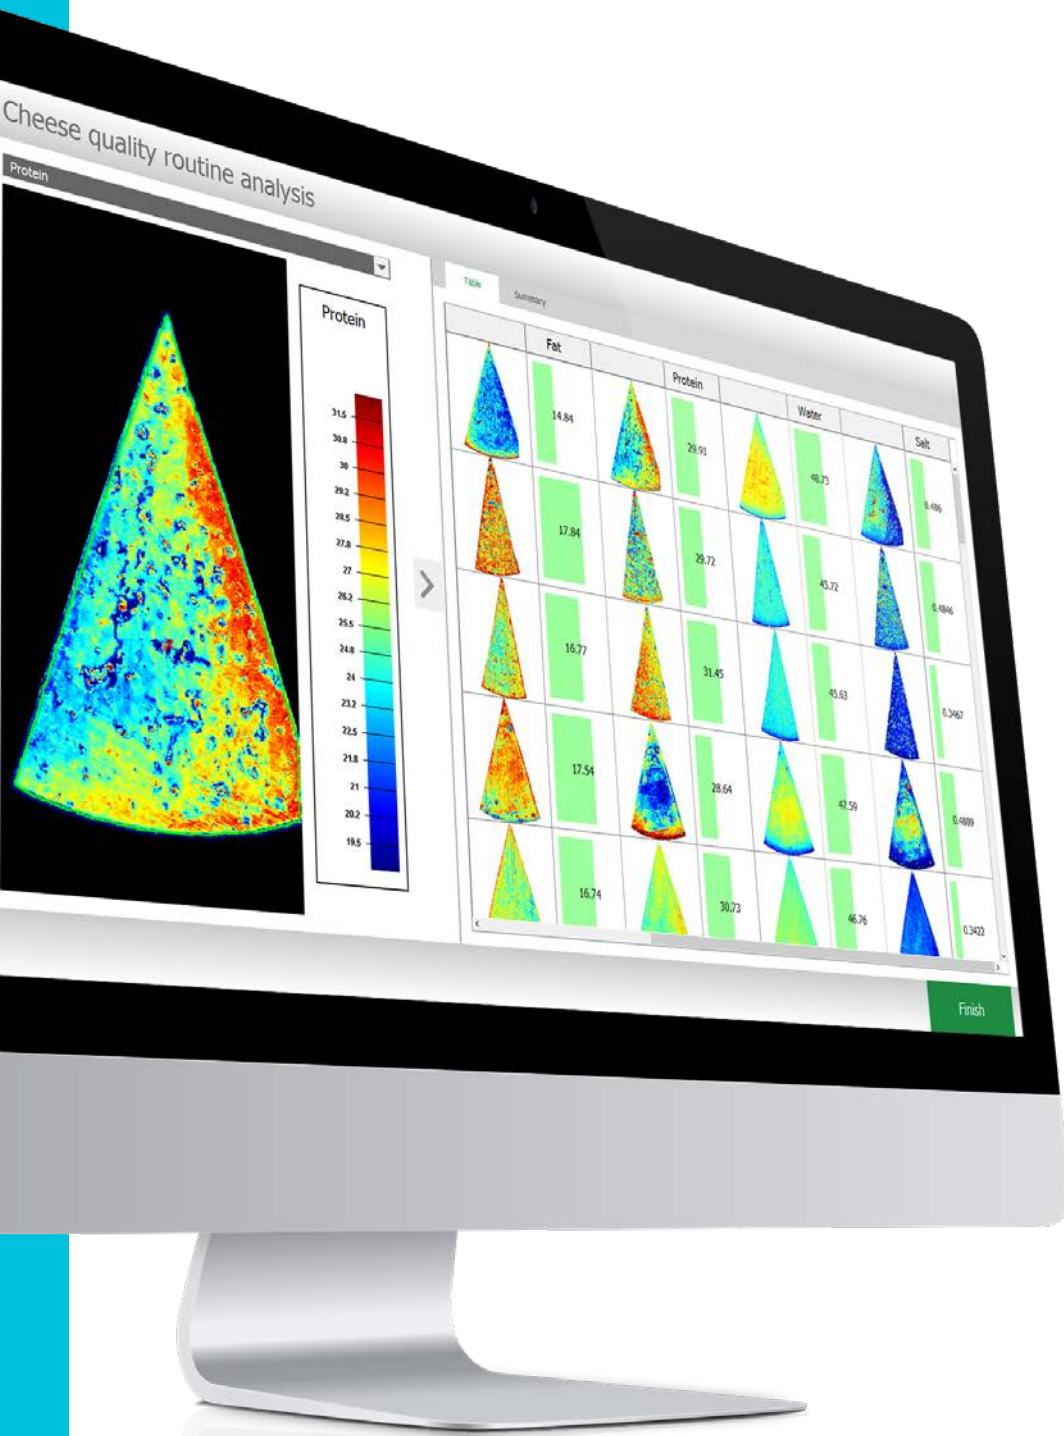 Cheese quality routine analysis
Protein
Protein
31.5
30.8
30
29.2
28.5
27.8
27
26.2
25.5
24.8
24
23.2
22.5
21.8
21
20.2
19.5
Table Summary
Fat Protein Water Salt
14.84 29.91 48.73 0.486
17.84 29.72 45.72 0.4846
16.77 31.45 45.63 0.3467
17.54 28.64 47.59 0.4889
16.74 30.73 46.76 0.3422
Finish